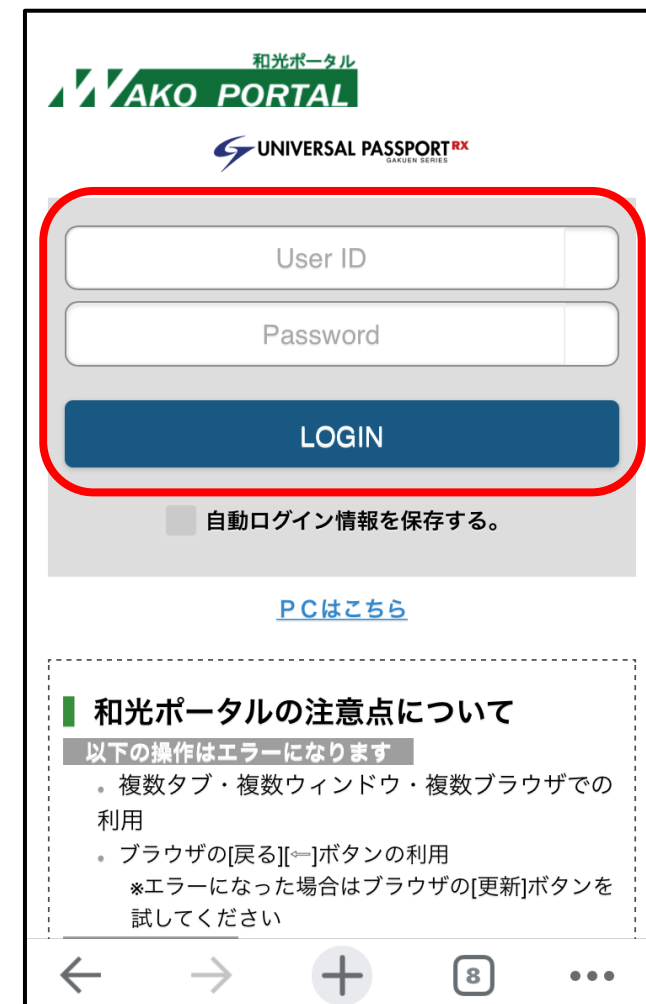 和光ポータル
WAKO PORTAL
UNIVERSAL PASSPORT RX
GAKUEN SERIES
User ID
Password
LOGIN
自動ログイン情報を保存する。
ＰＣはこちら
和光ポータルの注意点について
以下の操作はエラーになります
• 複数タブ・複数ウィンドウ・複数ブラウザでの
利用
• ブラウザの[戻る][⇐]ボタンの利用
※エラーになった場合はブラウザの[更新]ボタンを
試してください
8